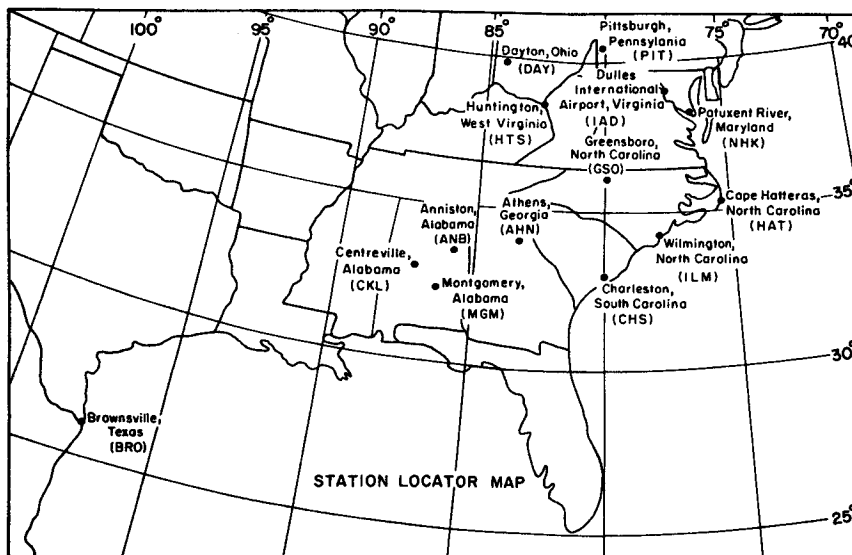 100°
95°
90°
85°
80°
75°
70°
40°
Pittsburgh,
Pennsylania
(PIT)
Dayton, Ohio
(DAY)
Dulles
International
Airport, Virginia
(IAD)
Huntington,
West Virginia
(HTS)
Patuxent River,
Maryland
(NHK)
Greensboro,
North Carolina
(GSO)
35°
Cape Hatteras,
North Carolina
(HAT)
Anniston,
Alabama
(ANB)
Athens,
Georgia
(AHN)
Centreville,
Alabama
(CKL)
Wilmington,
North Carolina
(ILM)
Montgomery,
Alabama
(MGM)
Charleston,
South Carolina
(CHS)
30°
Brownsville,
Texas
(BRO)
STATION LOCATOR MAP
25°